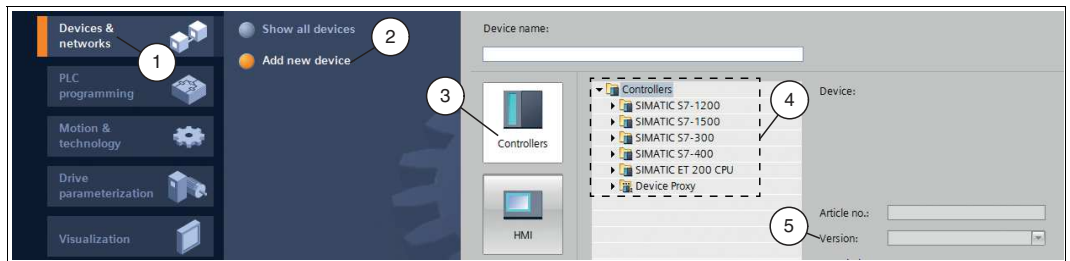 Devices &
networks
1
PLC
programming
Motion &
technology
Drive
parameterization
Visualization
Show all devices
2
Add new device
Device name:
3
Controllers
HMI
Controllers
SIMATIC S7-1200
SIMATIC S7-1500
SIMATIC S7-300
SIMATIC S7-400
SIMATIC ET 200 CPU
Device Proxy
4
Device:
Article no.:
5
Version: